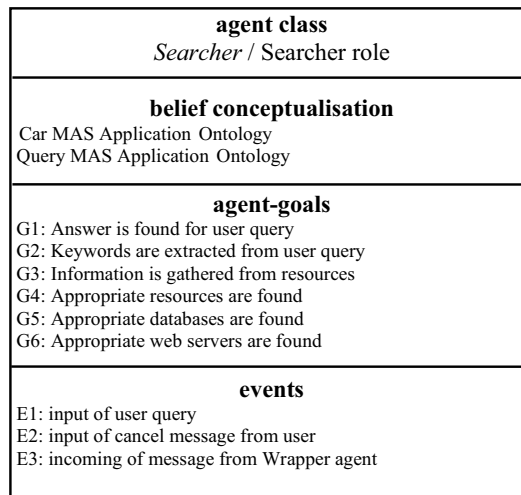 agent class
Searcher / Searcher role
belief conceptualisation
Car MAS Application Ontology
Query MAS Application Ontology
agent-goals
G1: Answer is found for user query
G2: Keywords are extracted from user query
G3: Information is gathered from resources
G4: Appropriate resources are found
G5: Appropriate databases are found
G6: Appropriate web servers are found
events
E1: input of user query
E2: input of cancel message from user
E3: incoming of message from Wrapper agent